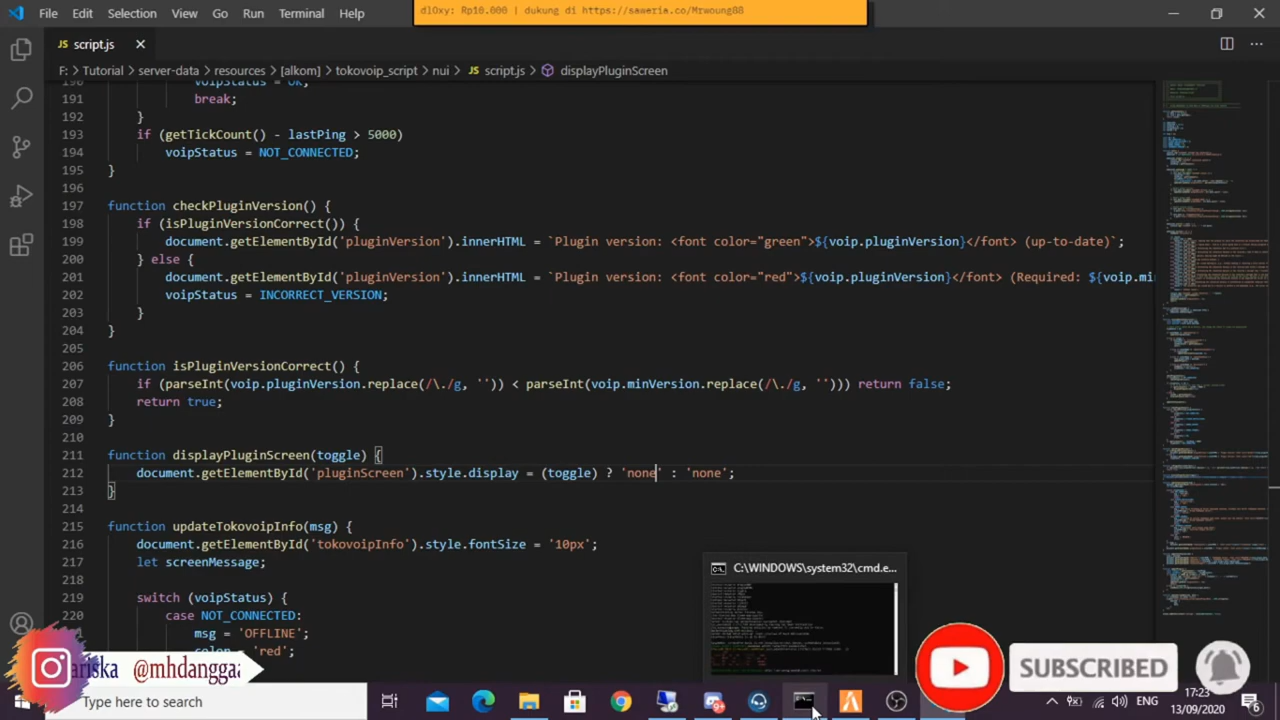 dlOxy: Rp10.000 | dukung di https://saweria.co/Mrwoung88
File Edit Selection View Go Run Terminal Help
JS script.js
F: > Tutorial > server-data > resources > [alkom] > tokovoip_script > nui > JS script.js > displayPluginScreen
190 voipStatus = OK;
191 break;
192 }
193 if (getTickCount() - lastPing > 5000)
194 voipStatus = NOT_CONNECTED;
195 }
196
197 function checkPluginVersion() {
198 if (isPluginVersionCorrect()) {
199 document.getElementById('pluginVersion').innerHTML = `Plugin version: <font color="green">${voip.pluginVersion}</font> (up-to-date)`;
200 } else {
201 document.getElementById('pluginVersion').innerHTML = `Plugin version: <font color="red">${voip.pluginVersion}</font> (Required: ${voip.mi
202 voipStatus = INCORRECT_VERSION;
203 }
204 }
205
206 function isPluginVersionCorrect() {
207 if (parseInt(voip.pluginVersion.replace(/\./g, '')) < parseInt(voip.minVersion.replace(/\./g, ''))) return false;
208 return true;
209 }
210
211 function displayPluginScreen(toggle) {
212 document.getElementById('pluginScreen').style.display = (toggle) ? 'none' : 'none';
213 }
214
215 function updateTokovoipInfo(msg) {
216 document.getElementById('tokovoipInfo').style.fontSize = '10px';
217 let screenMessage;
218
219 switch (voipStatus) {
220 case NOT_CONNECTED:
msg = 'OFFLINE';
= 'red';
C:\WINDOWS\system32\cmd.e...
@mhdanggar
SUBSCRIBED
Type here to search
ENG
17:23
13/09/2020
6